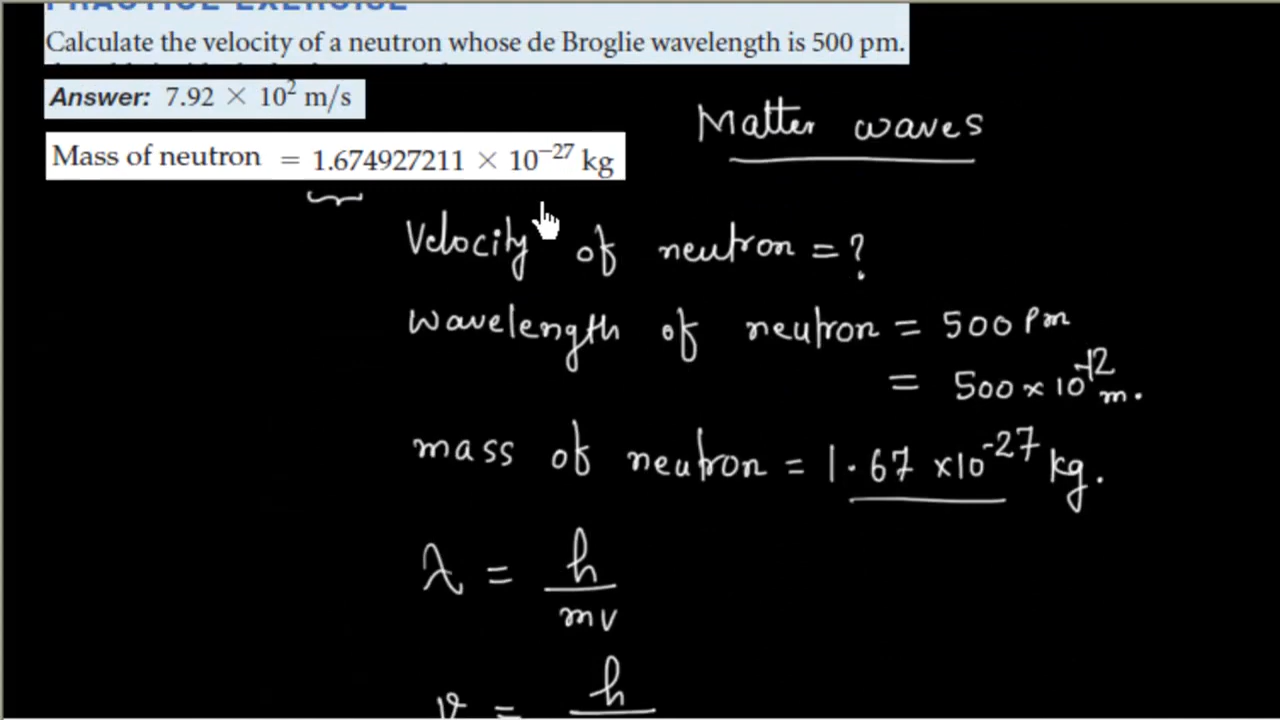 PRACTICE EXERCISE
Calculate the velocity of a neutron whose de Broglie wavelength is 500 pm.
Answer: 7.92 × 10² m/s
Mass of neutron = 1.674927211 × 10⁻²⁷ kg
Matter waves
Velocity of neutron = ?
wavelength of neutron = 500 Pm
= 500 × 10⁻¹² m.
mass of neutron = 1.67 × 10⁻²⁷ kg.
λ = h / mv
v = h